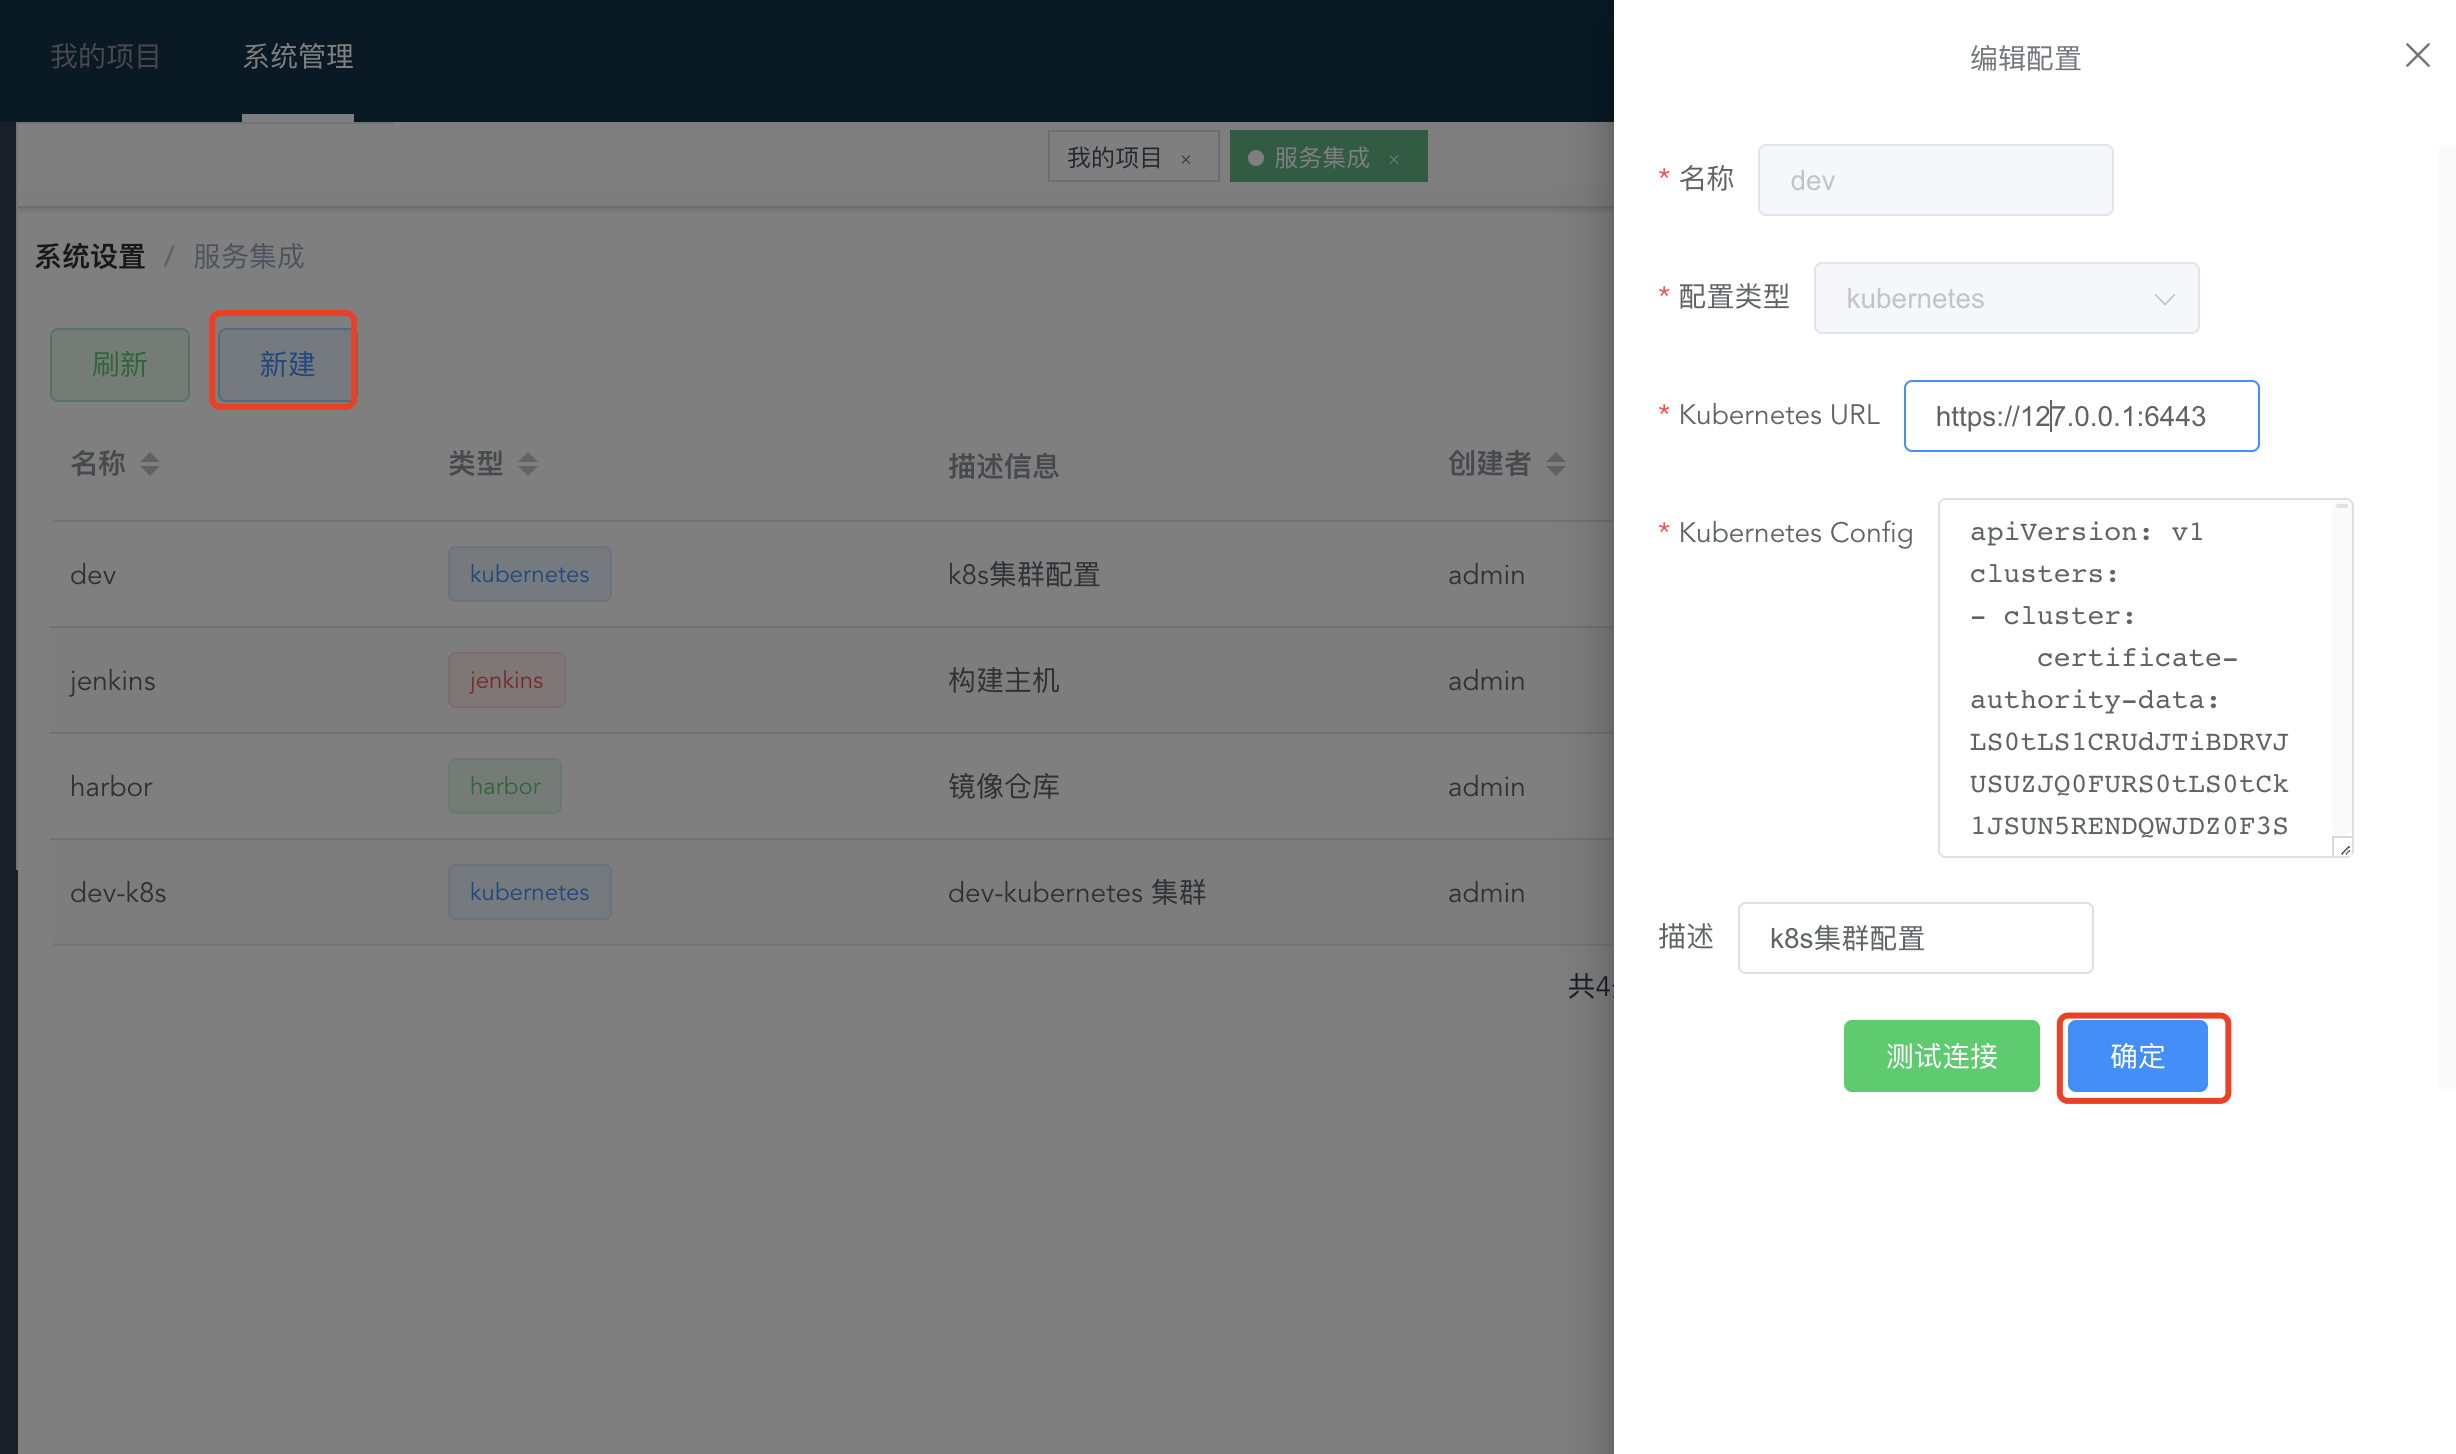 我的项目 系统管理
我的项目 × 服务集成 ×
系统设置 / 服务集成
刷新 新建
名称 类型 描述信息 创建者
dev kubernetes k8s集群配置 admin
jenkins jenkins 构建主机 admin
harbor harbor 镜像仓库 admin
dev-k8s kubernetes dev-kubernetes 集群 admin
共4
编辑配置
* 名称 dev
* 配置类型 kubernetes
* Kubernetes URL https://127.0.0.1:6443
* Kubernetes Config
apiVersion: v1
clusters:
- cluster:
certificate-
authority-data:
LS0tLS1CRUdJTiBDRVJ
USUZJQ0FURS0tLS0tCk
1JSUN5RENDQWJDZ0F3S
描述 k8s集群配置
测试连接 确定